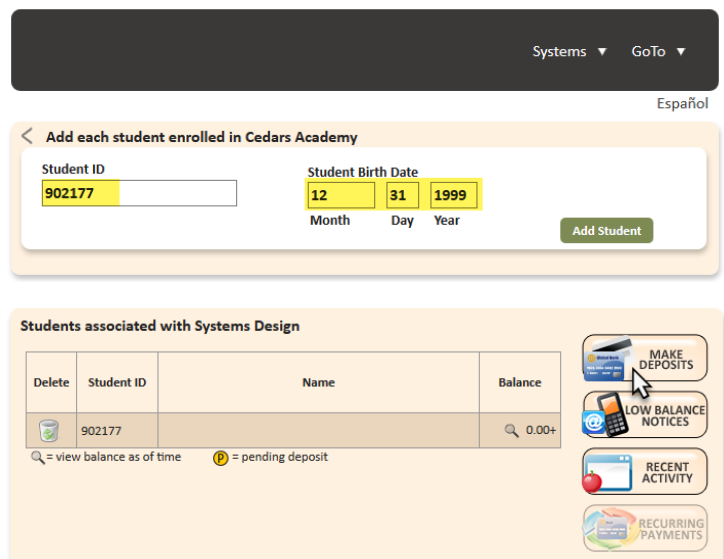 Systems ▼ GoTo ▼
Español
Add each student enrolled in Cedars Academy
Student ID
Student Birth Date
902177
12 31 1999
Month Day Year
Add Student
Students associated with Systems Design
Delete Student ID Name Balance
902177 0.00+
= view balance as of time P = pending deposit
MAKE
DEPOSITS
LOW BALANCE
NOTICES
@
RECENT
ACTIVITY
RECURRING
PAYMENTS